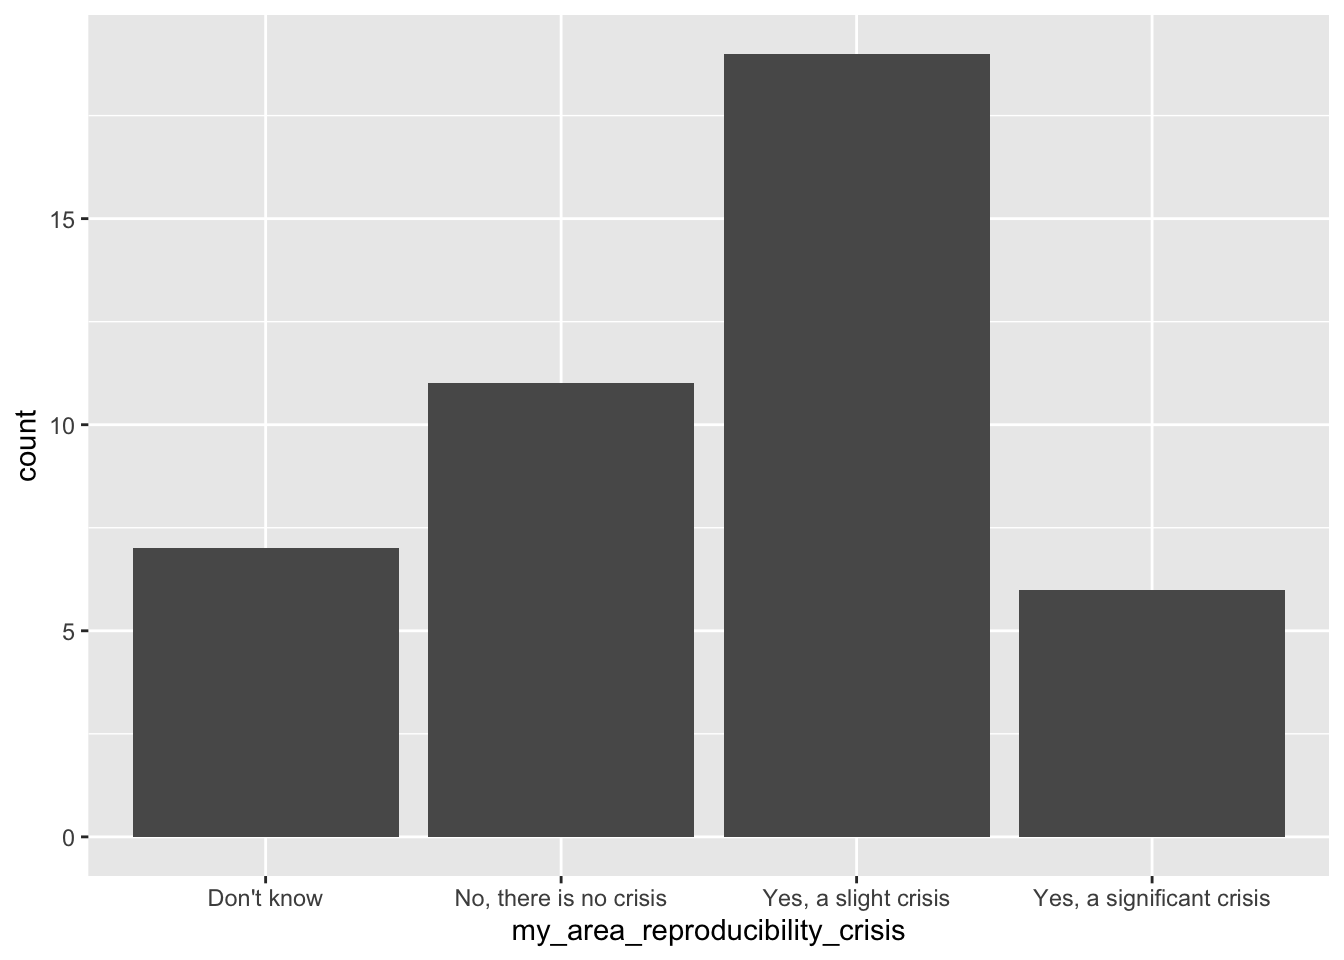 count
15
10
5
0
Don't know
No, there is no crisis
Yes, a slight crisis
Yes, a significant crisis
my_area_reproducibility_crisis